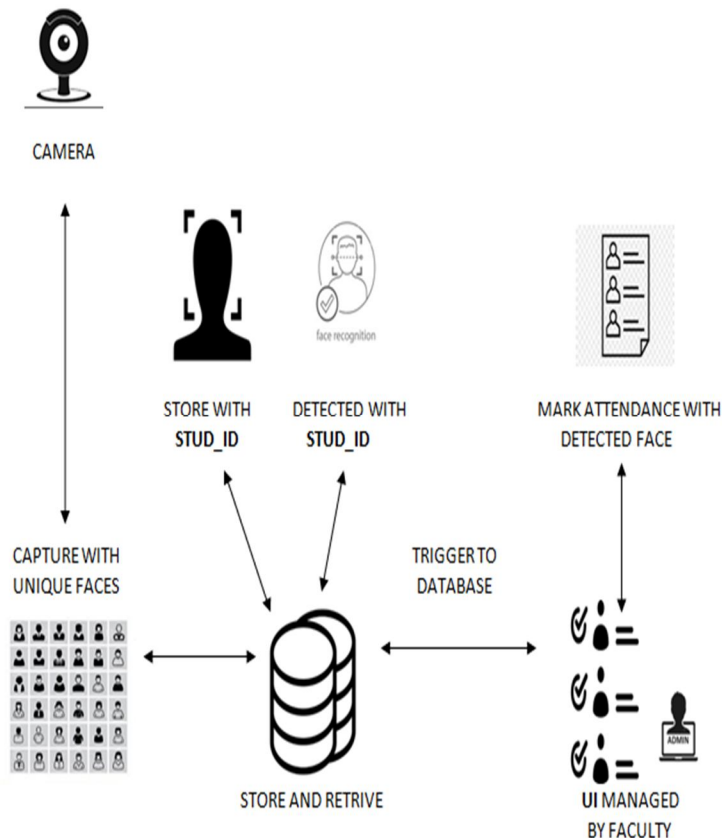 CAMERA
face recognition
STORE WITH
STUD_ID
DETECTED WITH
STUD_ID
MARK ATTENDANCE WITH
DETECTED FACE
CAPTURE WITH
UNIQUE FACES
TRIGGER TO
DATABASE
ADMIN
STORE AND RETRIVE
UI MANAGED
BY FACULTY